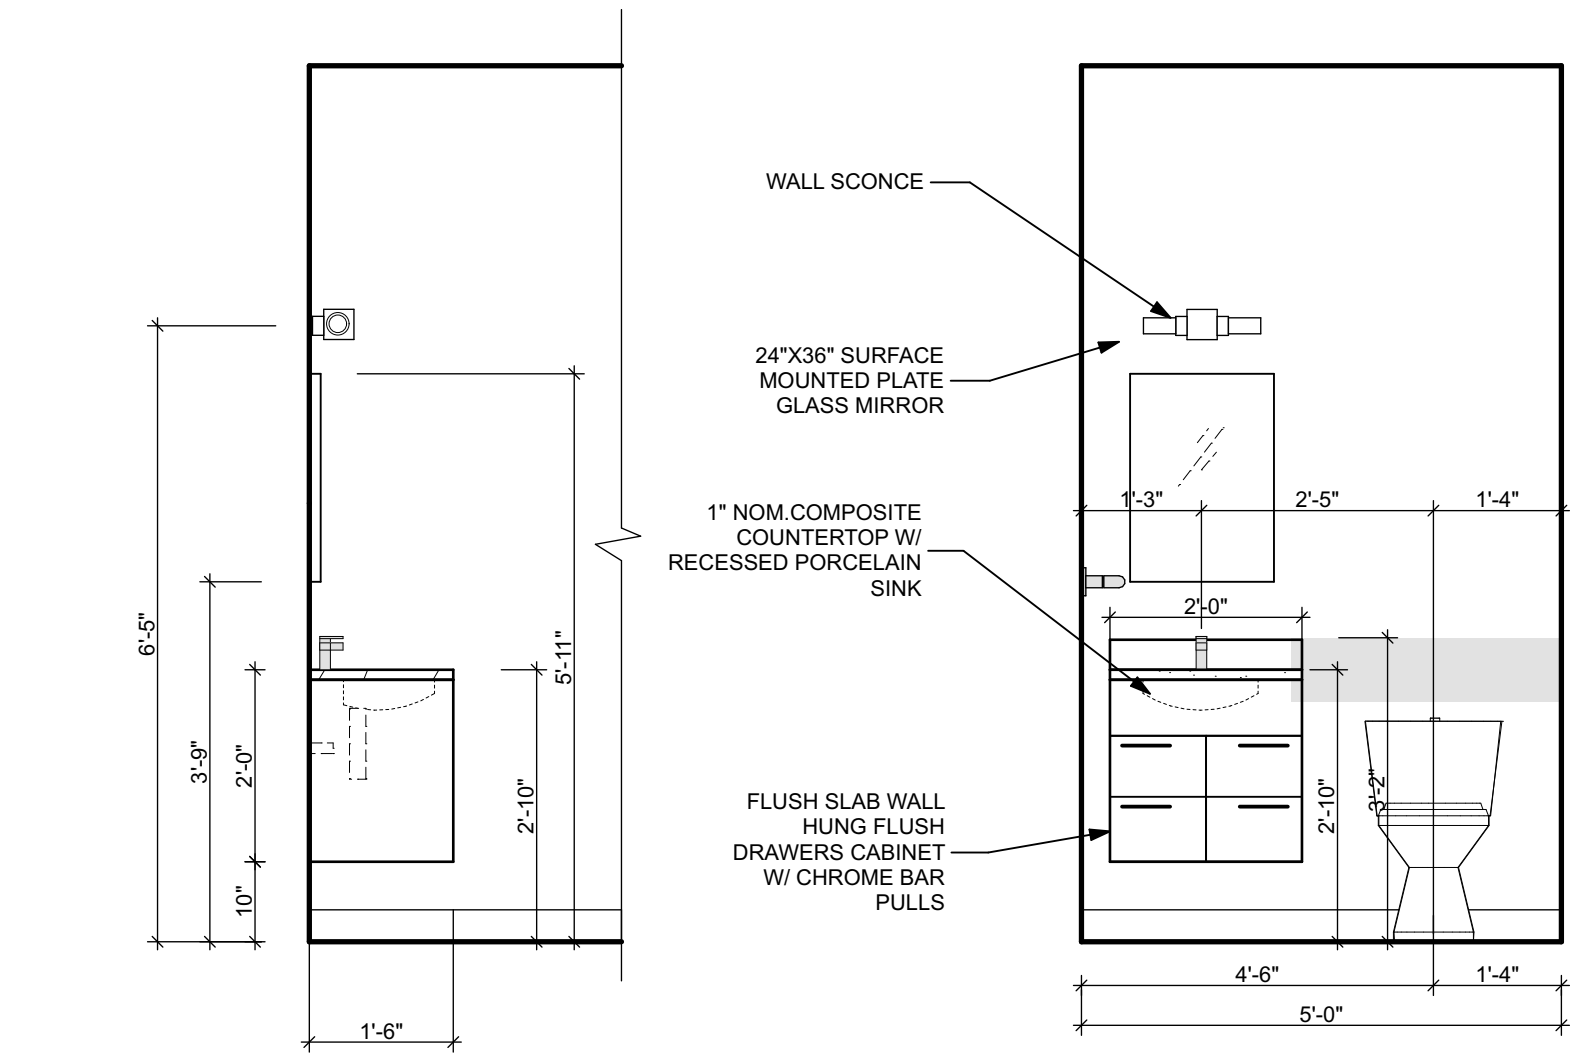 WALL SCONCE
24"X36" SURFACE
MOUNTED PLATE
GLASS MIRROR
1" NOM.COMPOSITE
COUNTERTOP W/
RECESSED PORCELAIN
SINK
FLUSH SLAB WALL
HUNG FLUSH
DRAWERS CABINET
W/ CHROME BAR
PULLS
6'-5"
3'-9"
2'-0"
10"
5'-11"
2'-10"
1'-6"
1'-3"
2'-5"
1'-4"
2'-0"
2'-10"
3'-2"
4'-6"
1'-4"
5'-0"